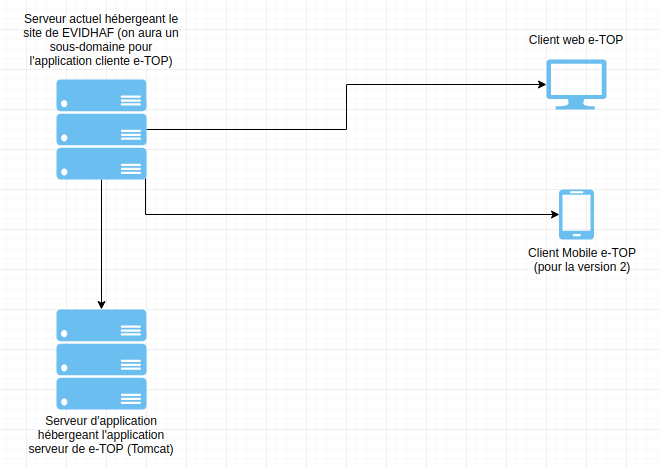 Serveur actuel hébergeant le
site de EVIDHAF (on aura un
sous-domaine pour
l'application cliente e-TOP)
Client web e-TOP
Client Mobile e-TOP
(pour la version 2)
Serveur d'application
hébergeant l'application
serveur de e-TOP (Tomcat)